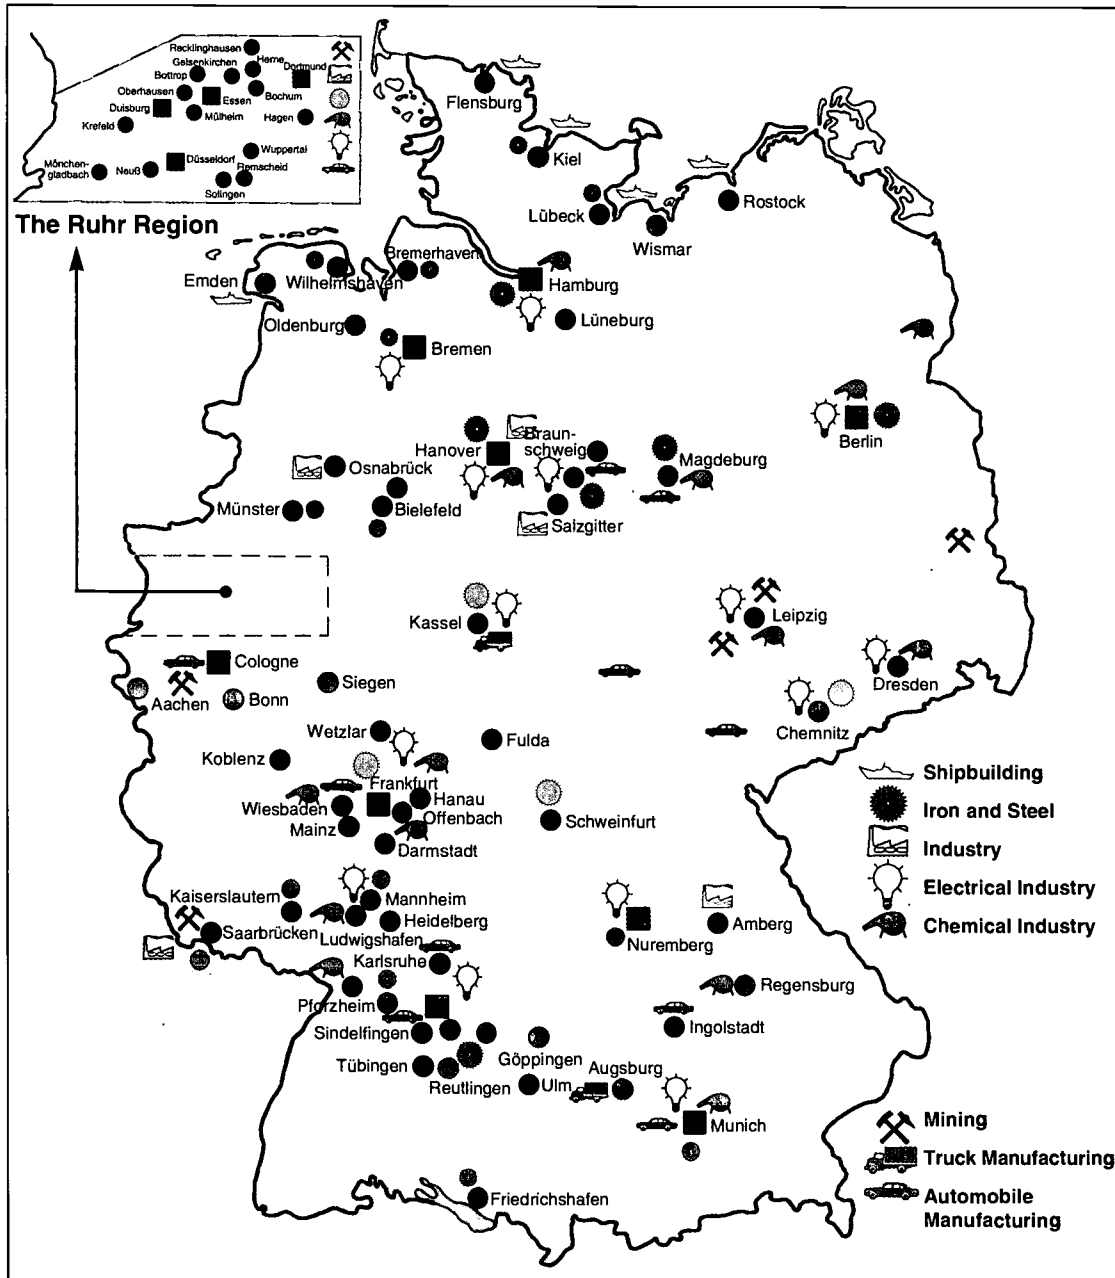 Recklinghausen
Gelsenkirchen
Herne
Bottrop
Dortmund
Oberhausen
Essen
Bochum
Duisburg
Mülheim
Hagen
Krefeld
Wuppertal
Mönchen-
gladbach
Neuß
Düsseldorf
Remscheid
Solingen
The Ruhr Region
Flensburg
Kiel
Lübeck
Wismar
Rostock
Emden
Wilhelmshaven
Bremerhaven
Hamburg
Oldenburg
Lüneburg
Bremen
Berlin
Hanover
Braun-
schweig
Osnabrück
Magdeburg
Münster
Bielefeld
Salzgitter
Kassel
Leipzig
Cologne
Dresden
Aachen
Bonn
Siegen
Chemnitz
Wetzlar
Fulda
Koblenz
Frankfurt
Wiesbaden
Hanau
Offenbach
Mainz
Schweinfurt
Darmstadt
Kaiserslautern
Mannheim
Saarbrücken
Heidelberg
Ludwigshafen
Nuremberg
Amberg
Karlsruhe
Pforzheim
Regensburg
Sindelfingen
Ingolstadt
Göppingen
Tübingen
Augsburg
Reutlingen
Ulm
Munich
Friedrichshafen
Shipbuilding
Iron and Steel
Industry
Electrical Industry
Chemical Industry
Mining
Truck Manufacturing
Automobile
Manufacturing